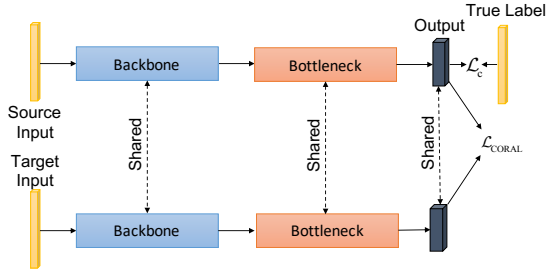 Output
True Label
Backbone
Bottleneck
ℒc
Source
Input
Shared
Shared
Shared
ℒCORAL
Target
Input
Backbone
Bottleneck